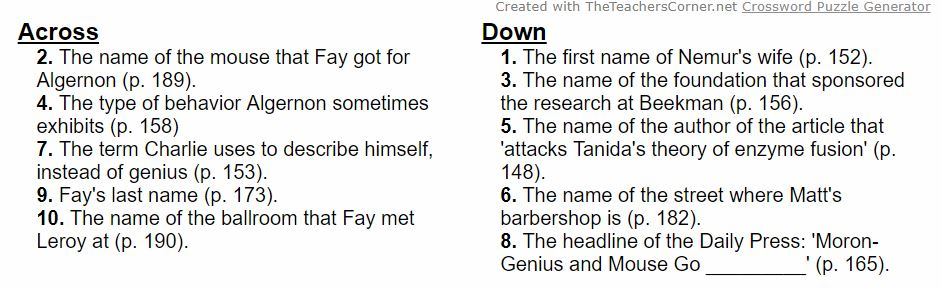 Created with TheTeachersCorner.net Crossword Puzzle Generator
Across
2. The name of the mouse that Fay got for
Algernon (p. 189).
4. The type of behavior Algernon sometimes
exhibits (p. 158)
7. The term Charlie uses to describe himself,
instead of genius (p. 153).
9. Fay's last name (p. 173).
10. The name of the ballroom that Fay met
Leroy at (p. 190).
Down
1. The first name of Nemur's wife (p. 152).
3. The name of the foundation that sponsored
the research at Beekman (p. 156).
5. The name of the author of the article that
'attacks Tanida's theory of enzyme fusion' (p.
148).
6. The name of the street where Matt's
barbershop is (p. 182).
8. The headline of the Daily Press: 'Moron-
Genius and Mouse Go _________' (p. 165).